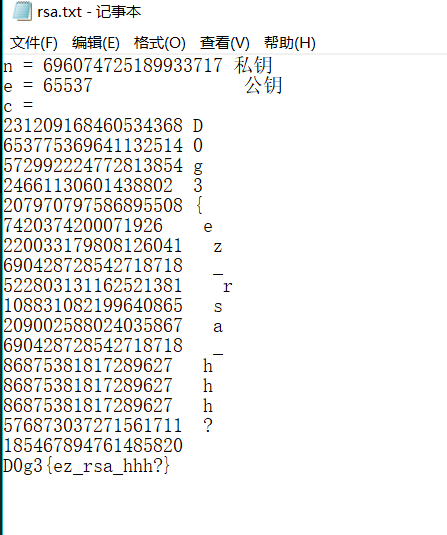 rsa.txt - 记事本
文件(F) 编辑(E) 格式(O) 查看(V) 帮助(H)
n = 696074725189933717 私钥
e = 65537 公钥
c =
231209168460534368 D
653775369641132514 0
572992224772813854 g
24661130601438802 3
207970797586895508 {
7420374200071926 e
220033179808126041 z
690428728542718718 _
522803131162521381 r
108831082199640865 s
209002588024035867 a
690428728542718718 _
86875381817289627 h
86875381817289627 h
86875381817289627 h
576873037271561711 ?
185467894761485820
D0g3{ez_rsa_hhh?}